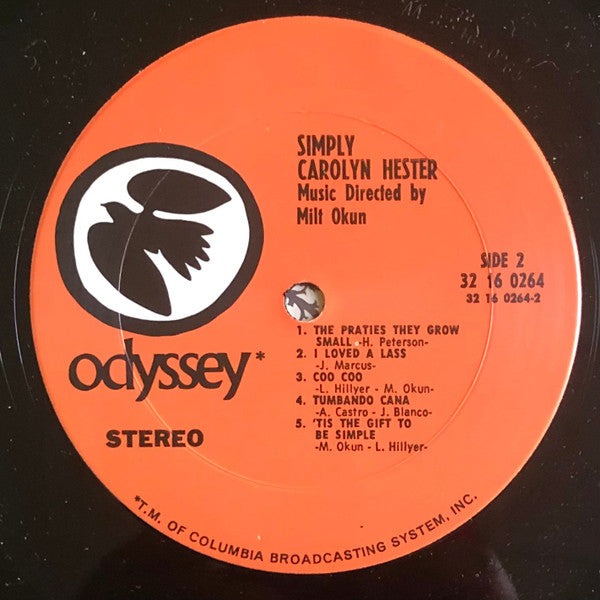 SIMPLY
CAROLYN HESTER
Music Directed by
Milt Okun
SIDE 2
32 16 0264
32 16 0264-2
1. THE PRATIES THEY GROW
SMALL -H. Peterson-
2. I LOVED A LASS
-J. Marcus-
3. COO COO
-L. Hillyer - M. Okun-
4. TUMBANDO CANA
-A. Castro - J. Blanco-
5. 'TIS THE GIFT TO
BE SIMPLE
-M. Okun - L. Hillyer-
odyssey*
STEREO
*T.M. OF COLUMBIA BROADCASTING SYSTEM, INC.